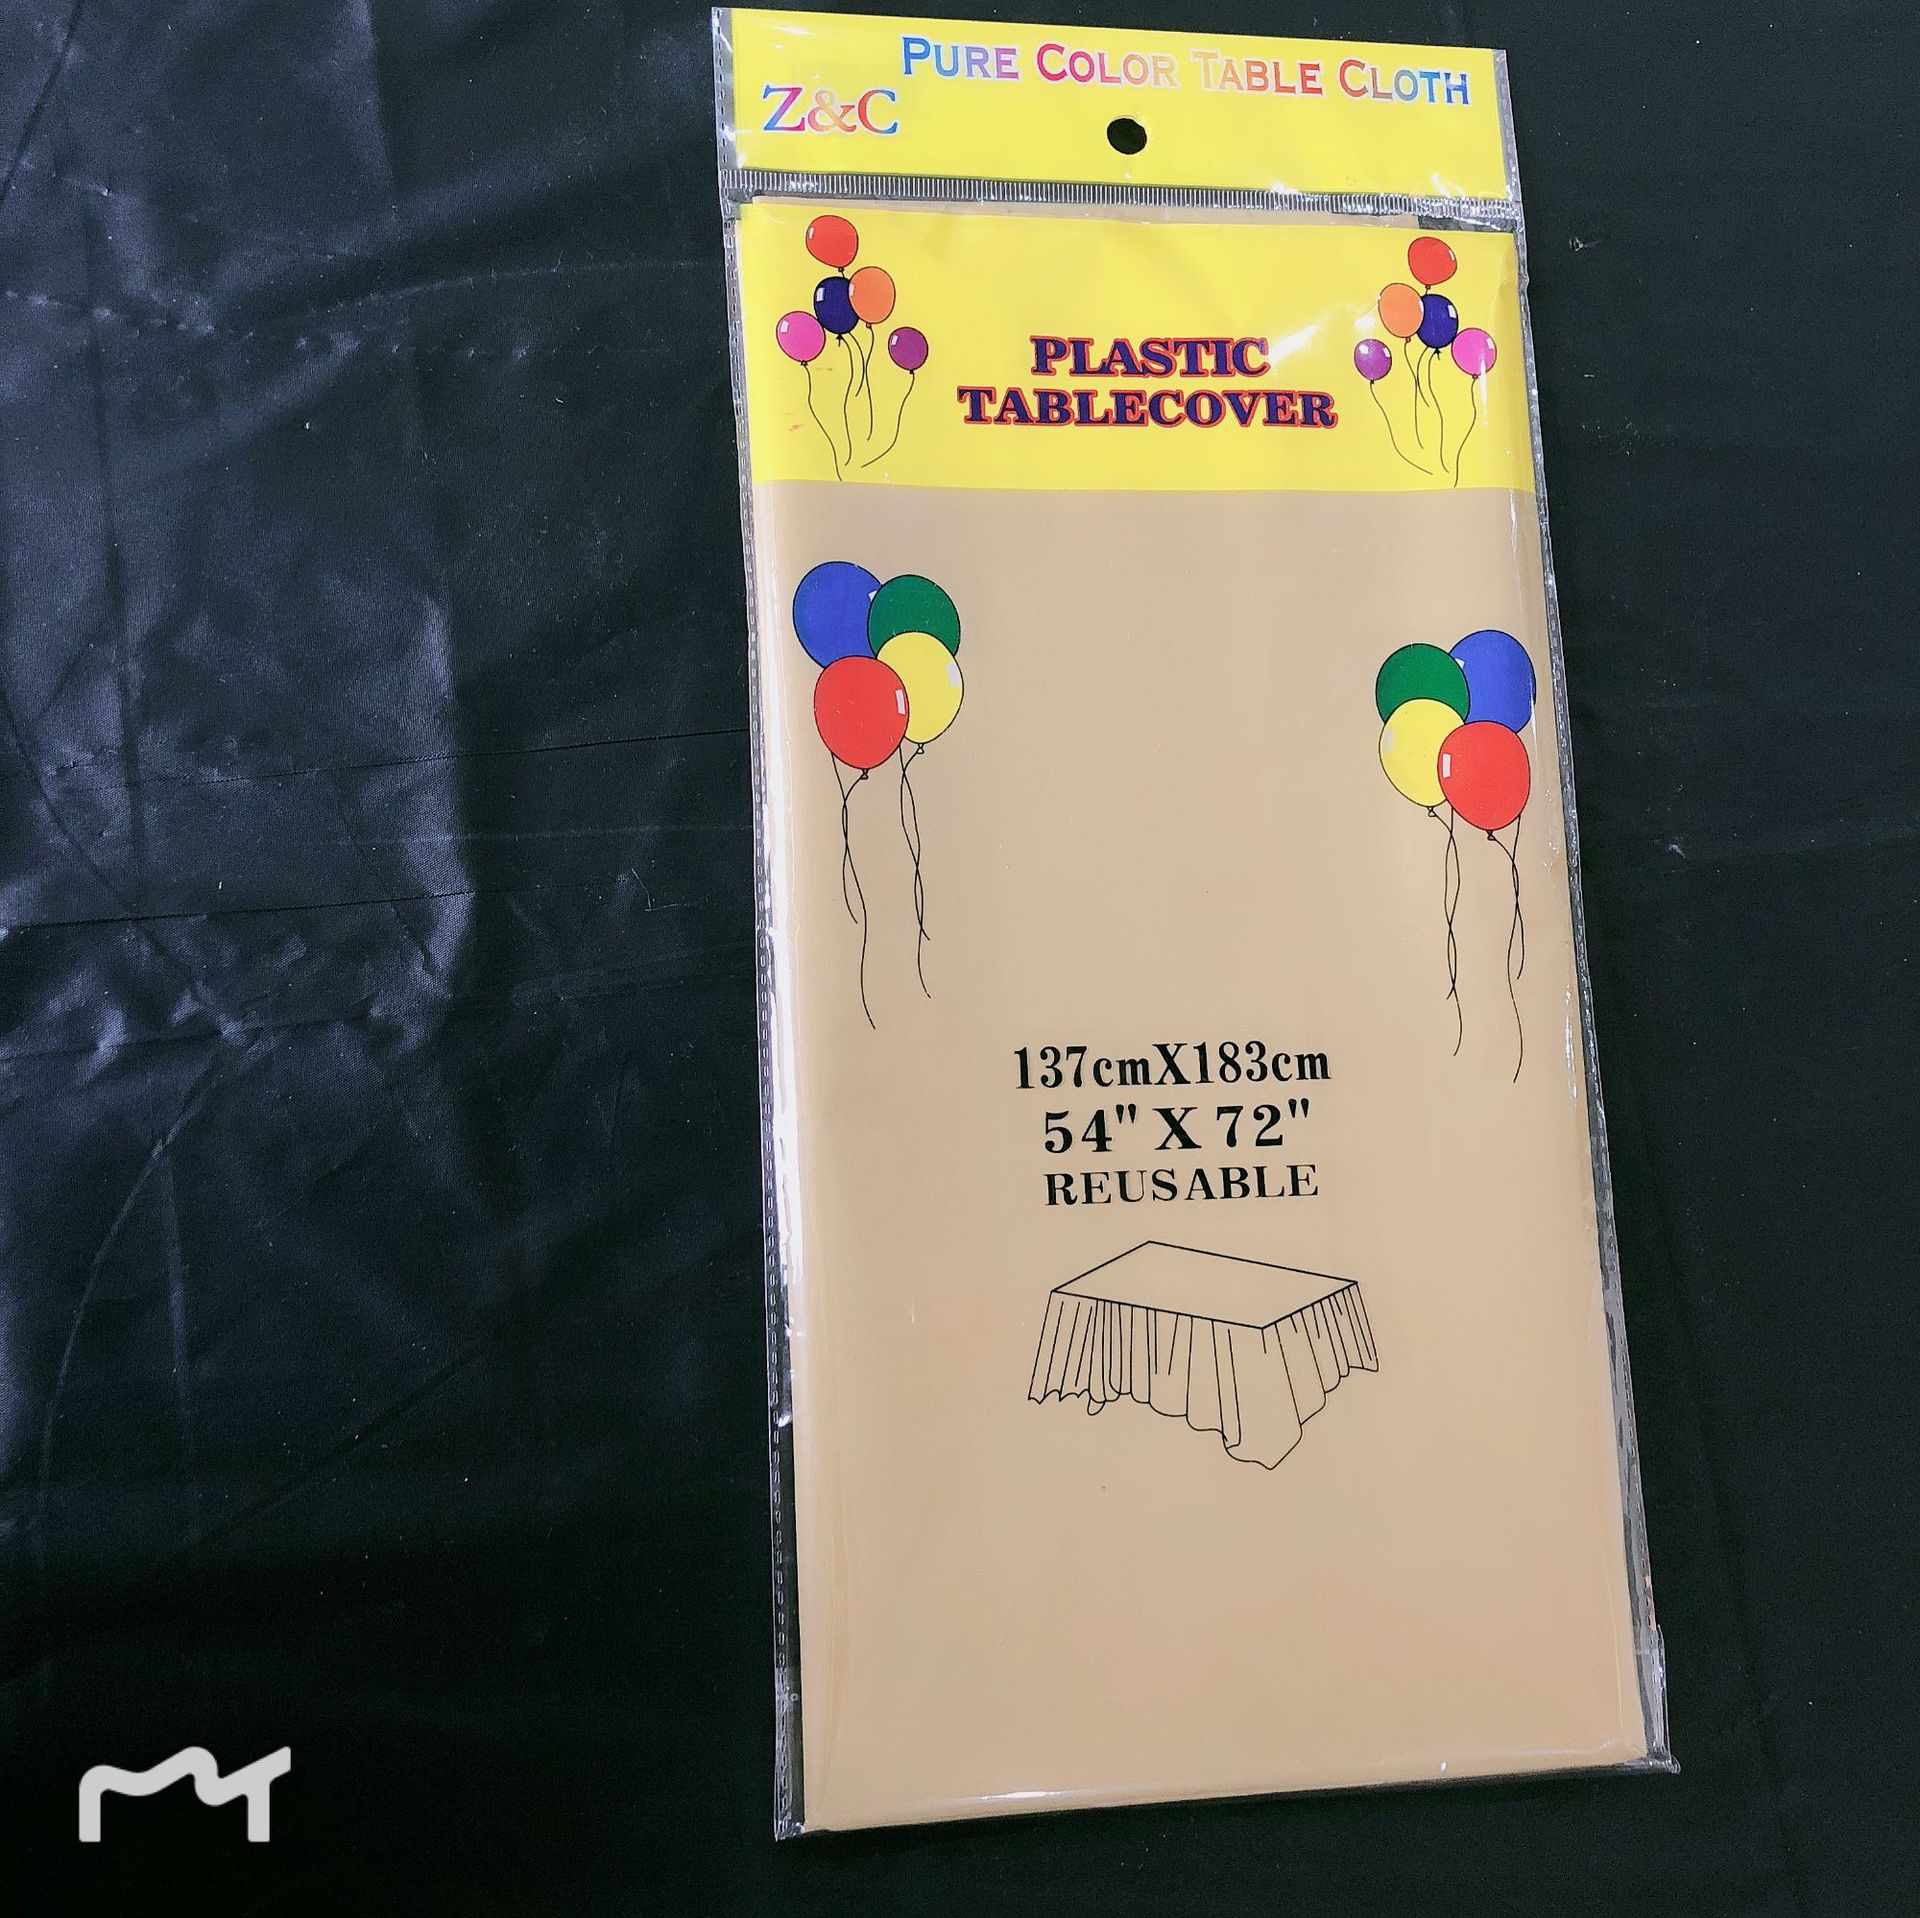 PURE COLOR TABLE CLOTH
Z&C
PLASTIC
TABLECOVER
137cmX183cm
54" X 72"
REUSABLE